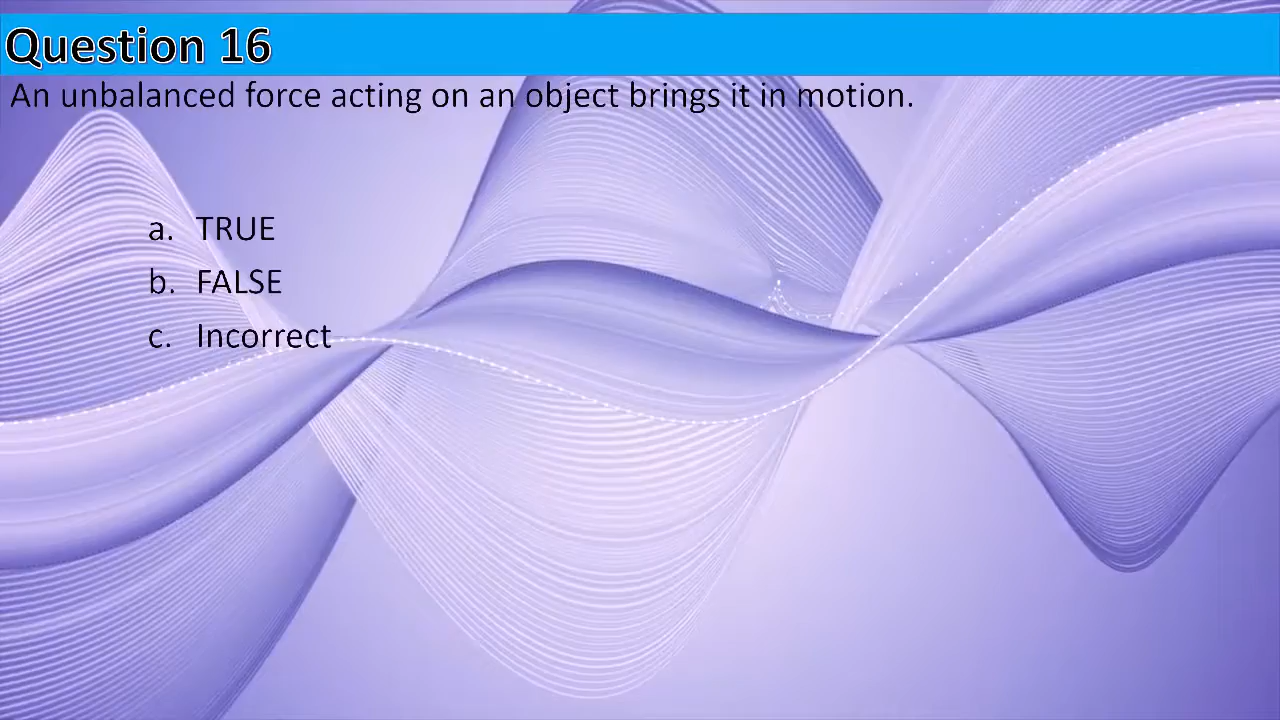 Question 16
An unbalanced force acting on an object brings it in motion.
a. TRUE
b. FALSE
c. Incorrect